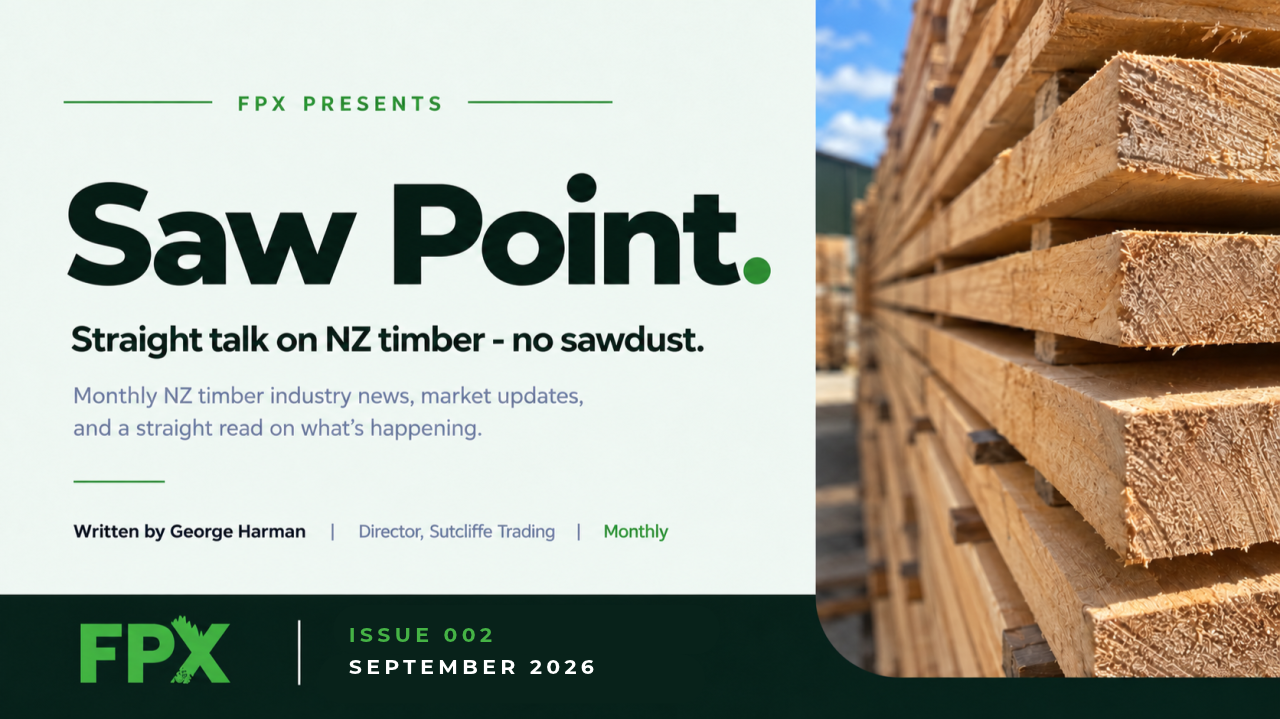 FPX PRESENTS
Saw Point.
Straight talk on NZ timber - no sawdust.
Monthly NZ timber industry news, market updates,
and a straight read on what’s happening.
Written by George Harman | Director, Sutcliffe Trading | Monthly
FPX
ISSUE 002
SEPTEMBER 2026